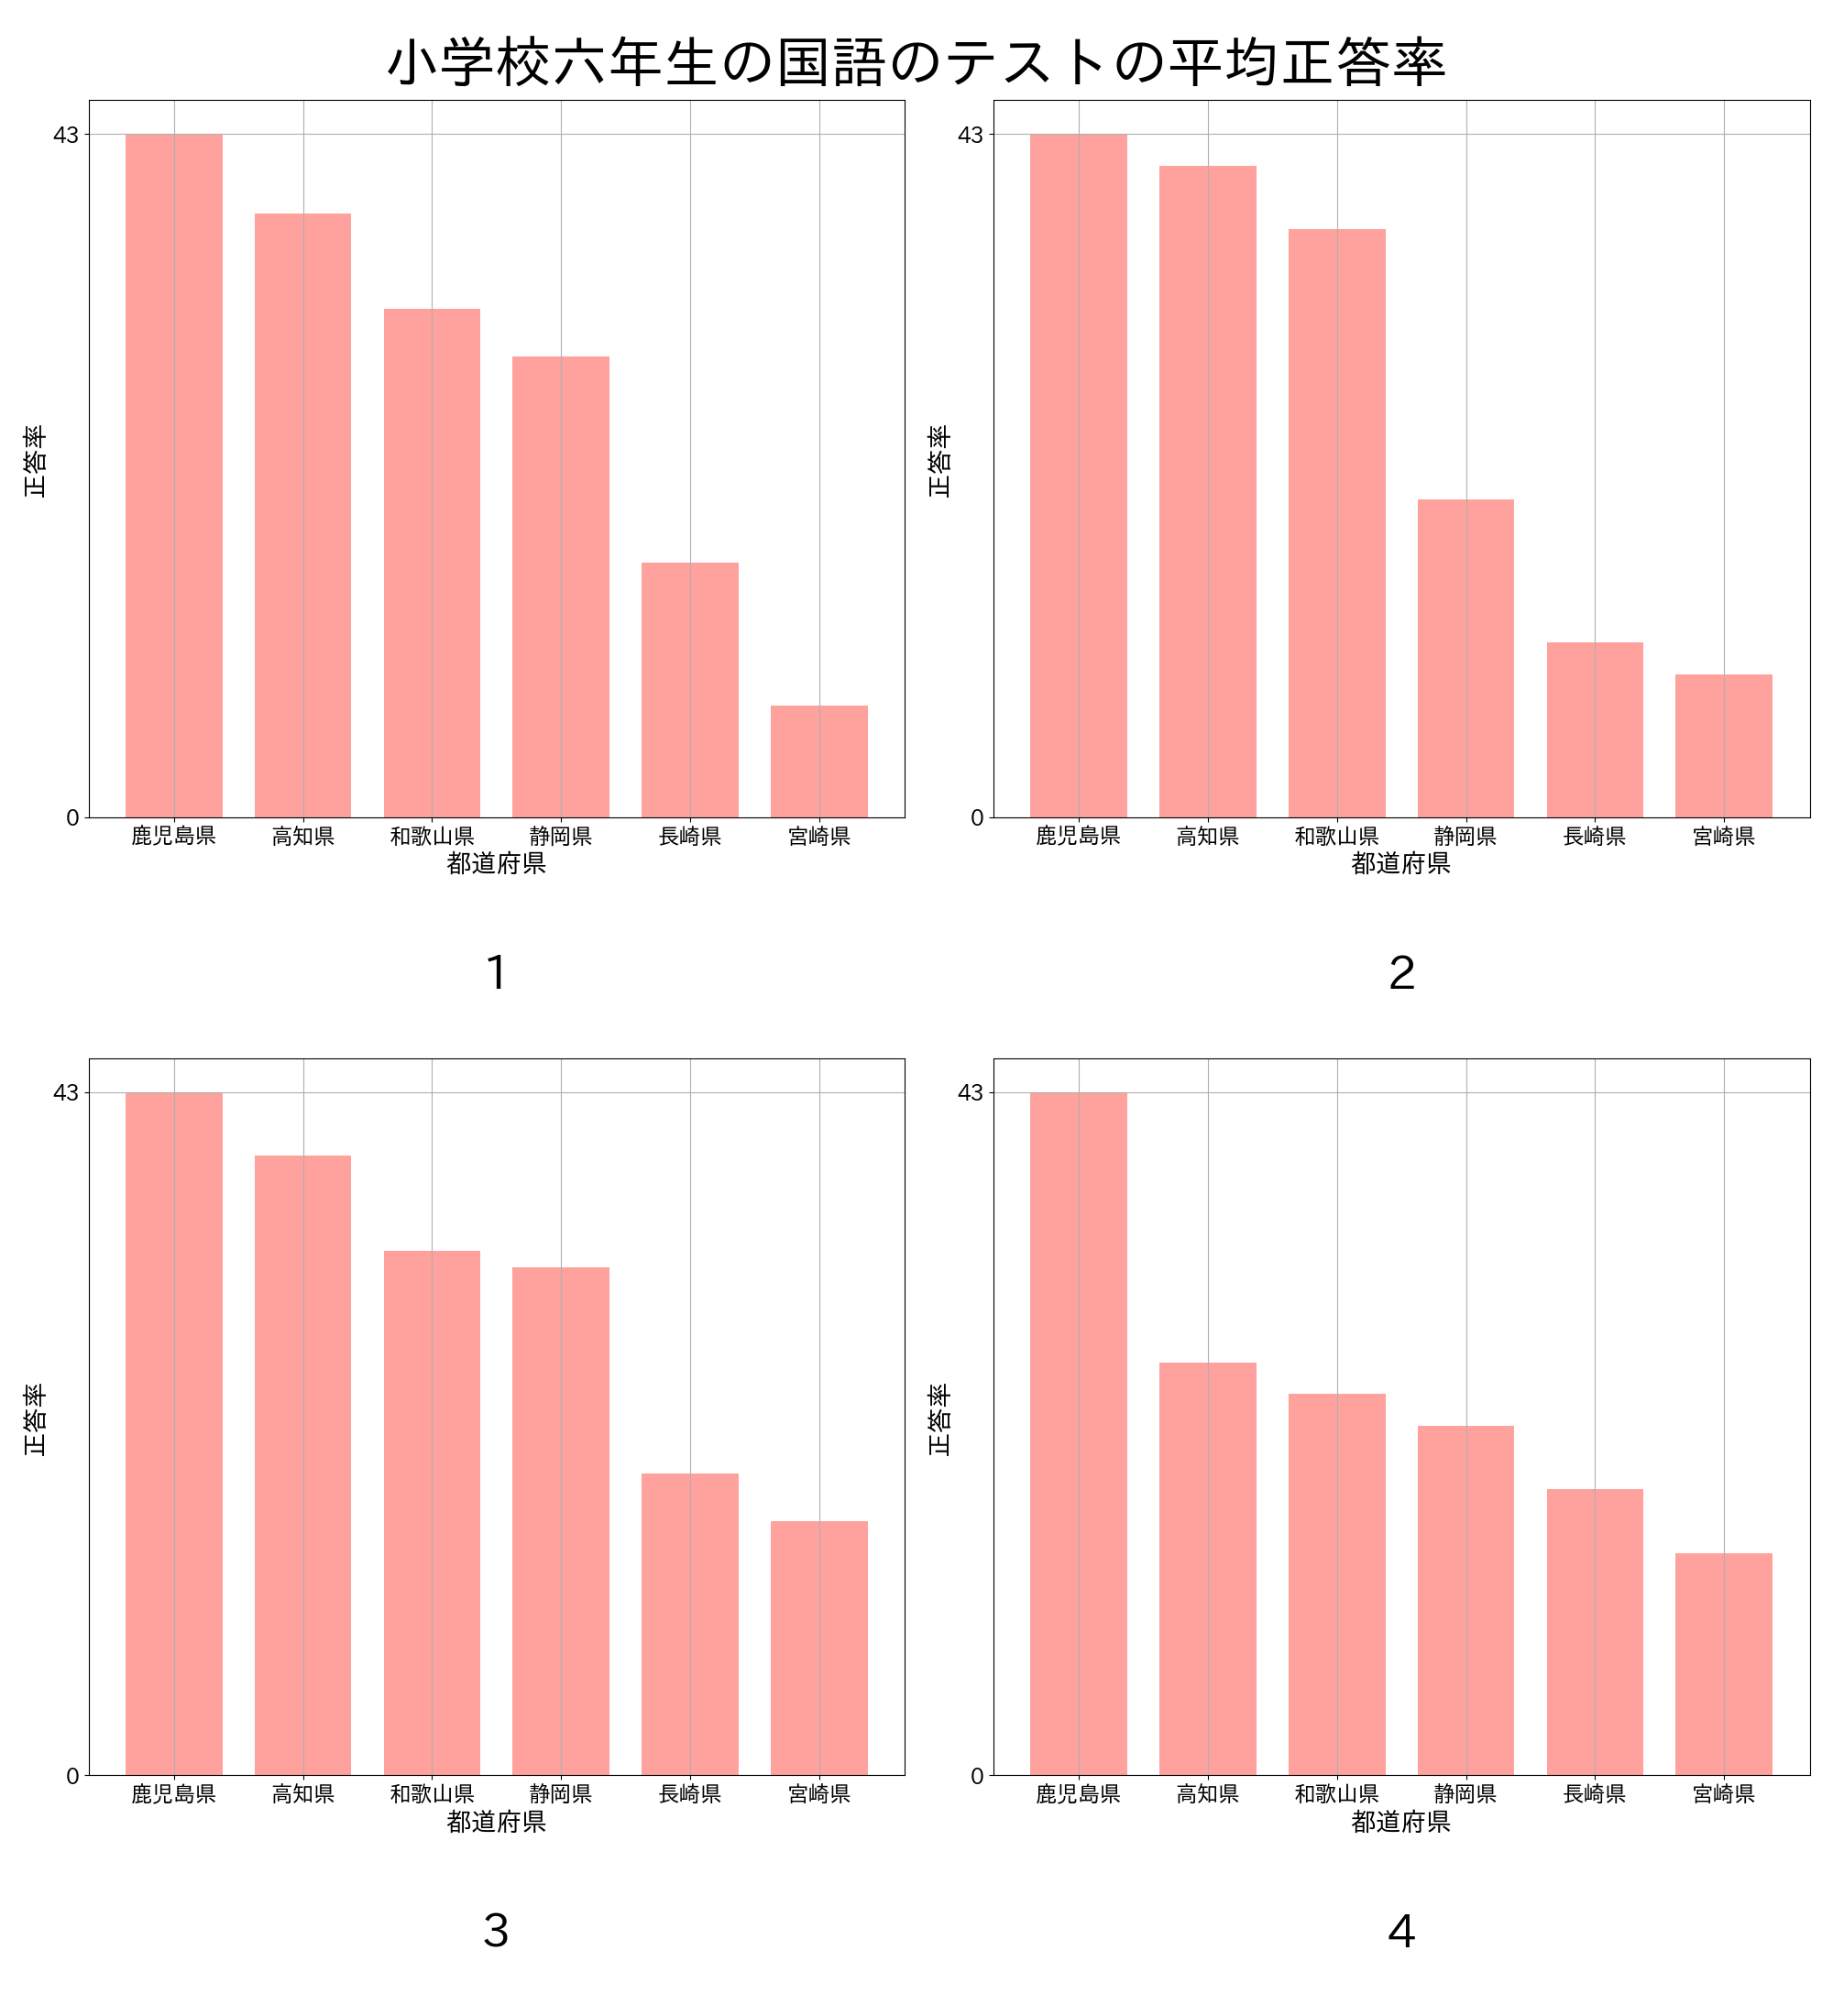 小学校六年生の国語のテストの平均正答率
43
0
正答率
鹿児島県 高知県 和歌山県 静岡県 長崎県 宮崎県
都道府県
1
43
0
正答率
鹿児島県 高知県 和歌山県 静岡県 長崎県 宮崎県
都道府県
2
43
0
正答率
鹿児島県 高知県 和歌山県 静岡県 長崎県 宮崎県
都道府県
3
43
0
正答率
鹿児島県 高知県 和歌山県 静岡県 長崎県 宮崎県
都道府県
4